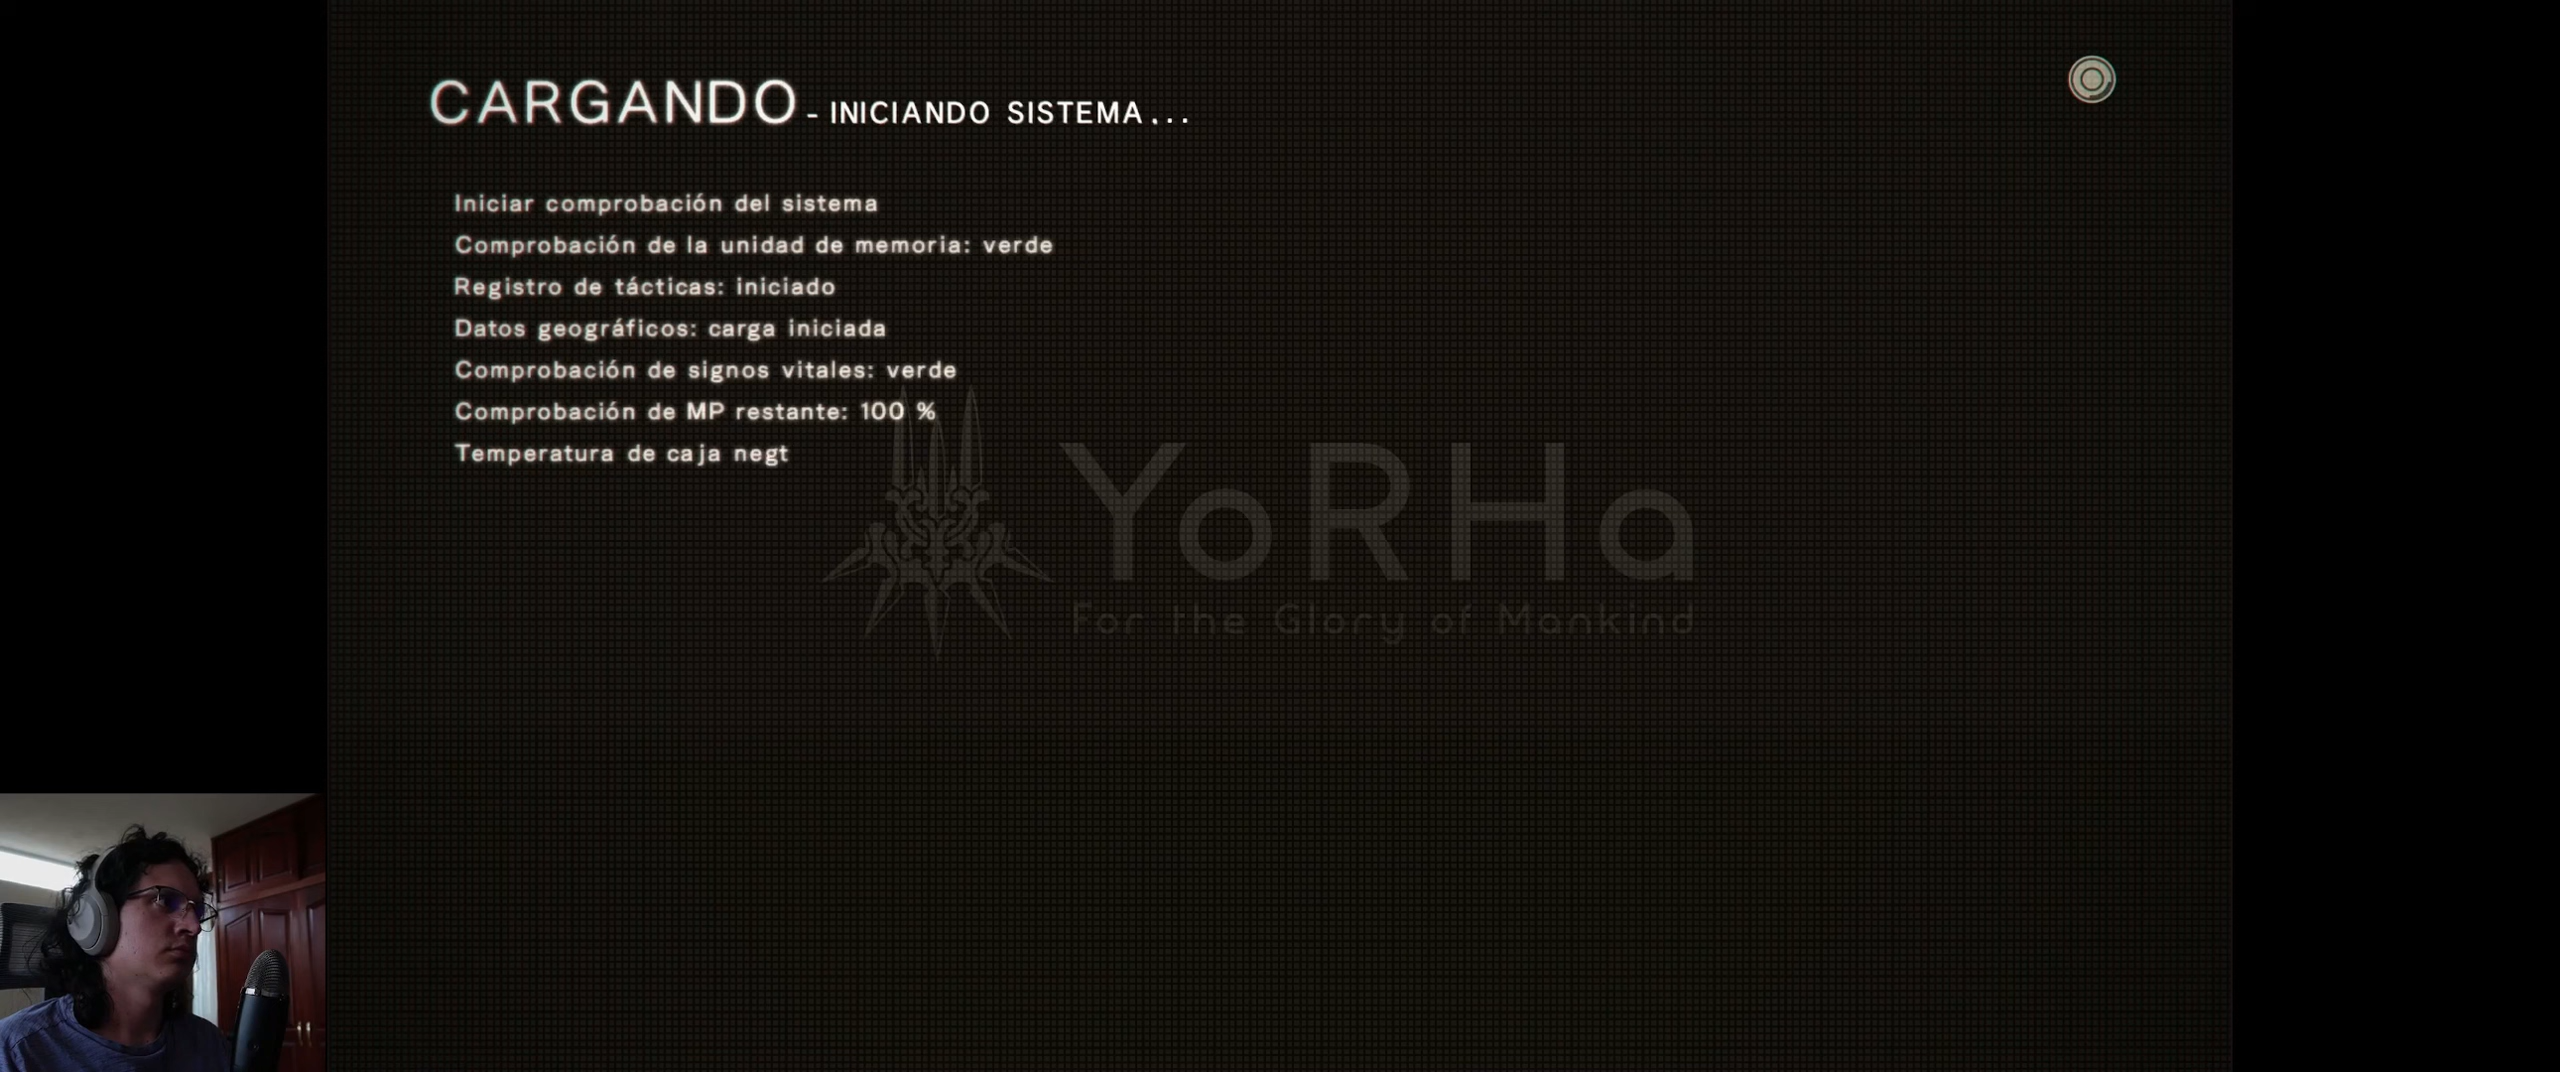 CARGANDO - INICIANDO SISTEMA...
Iniciar comprobación del sistema
Comprobación de la unidad de memoria: verde
Registro de tácticas: iniciado
Datos geográficos: carga iniciada
Comprobación de signos vitales: verde
Comprobación de MP restante: 100 %
Temperatura de caja negt
YoRHa
For the Glory of Mankind